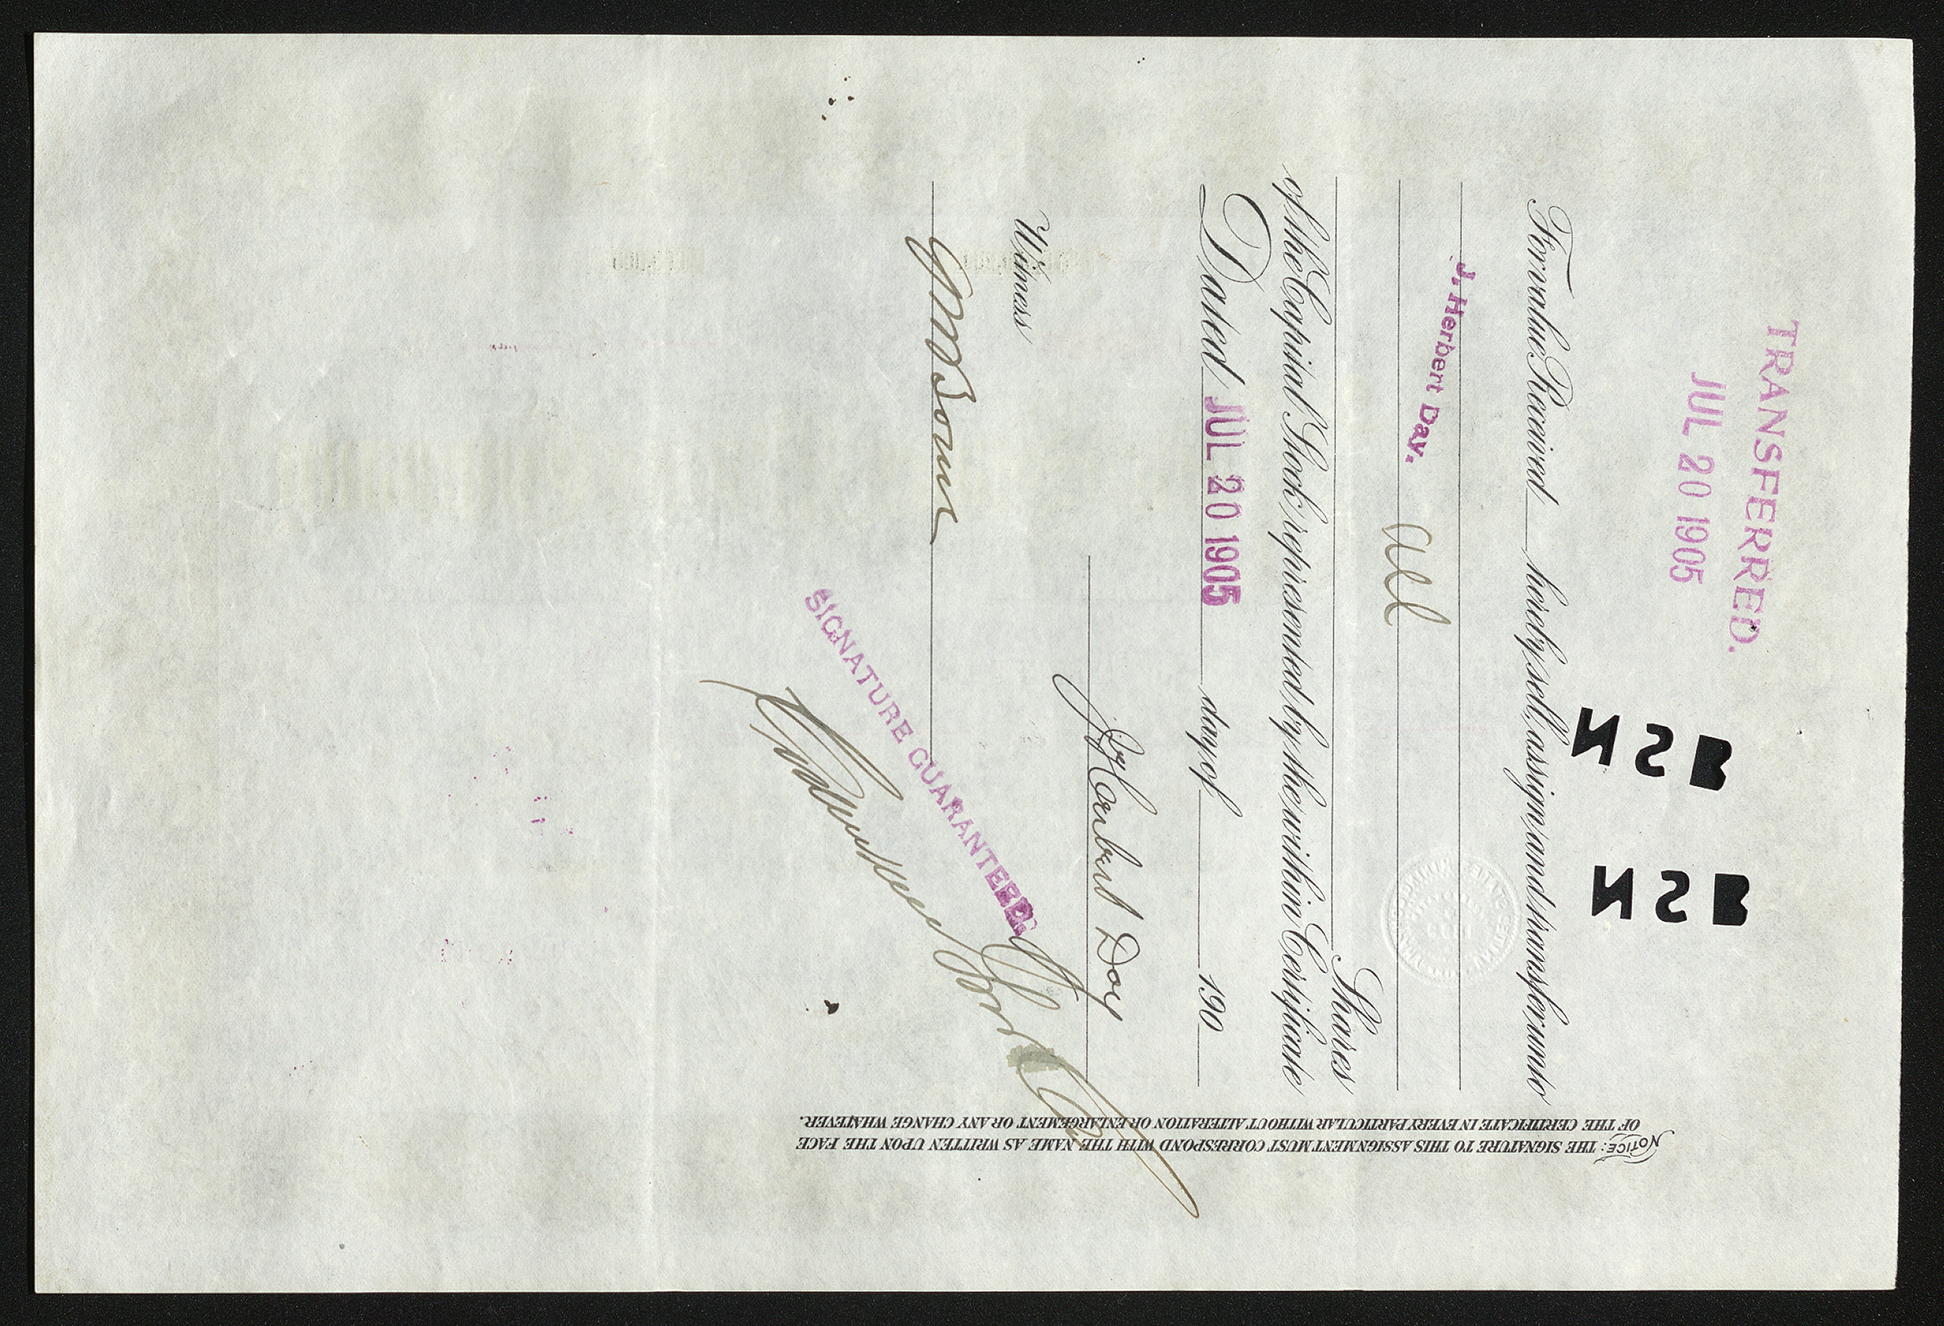 TRANSFERRED.
JUL 20 1905
NSB
NSB
For value Received hereby sell, assign, and transfer, unto
J. Herbert Day.
all
Shares
of the Capital Stock, represented, by the within Certificate
Dated JUL 20 1905 day of 190
J Herbert Day
Witness
SIGNATURE GUARANTEED.
NOTICE: THE SIGNATURE TO THIS ASSIGNMENT MUST CORRESPOND WITH THE NAME AS WRITTEN UPON THE FACE
OF THE CERTIFICATE IN EVERY PARTICULAR WITHOUT ALTERATION OR ENLARGEMENT OR ANY CHANGE WHATEVER.